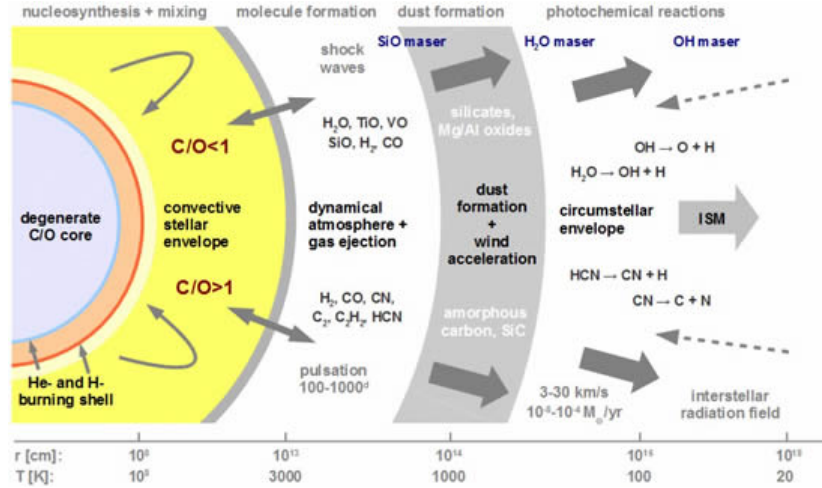 nucleosynthesis + mixing
molecule formation
dust formation
photochemical reactions
SiO maser
H₂O maser
OH maser
shock
waves
silicates,
Mg/Al oxides
H₂O, TiO, VO
SiO, H₂, CO
C/O<1
OH → O + H
H₂O → OH + H
degenerate
C/O core
convective
stellar
envelope
dynamical
atmosphere +
gas ejection
dust
formation
+
wind
acceleration
circumstellar
envelope
ISM
C/O>1
H₂, CO, CN,
C₂, C₂H₂, HCN
amorphous
carbon, SiC
HCN → CN + H
CN → C + N
He- and H-
burning shell
pulsation
100-1000ᵈ
3-30 km/s
M☉/yr
interstellar
radiation field
r [cm]:
10¹³
10¹⁴
T [K]:
3000
1000
100
20